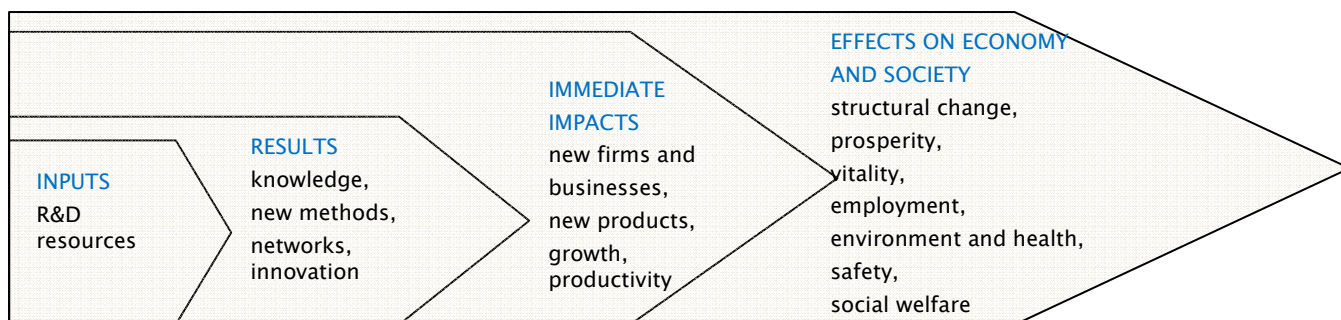 INPUTS
R&D
resources
RESULTS
knowledge,
new methods,
networks,
innovation
IMMEDIATE
IMPACTS
new firms and
businesses,
new products,
growth,
productivity
EFFECTS ON ECONOMY
AND SOCIETY
structural change,
prosperity,
vitality,
employment,
environment and health,
safety,
social welfare